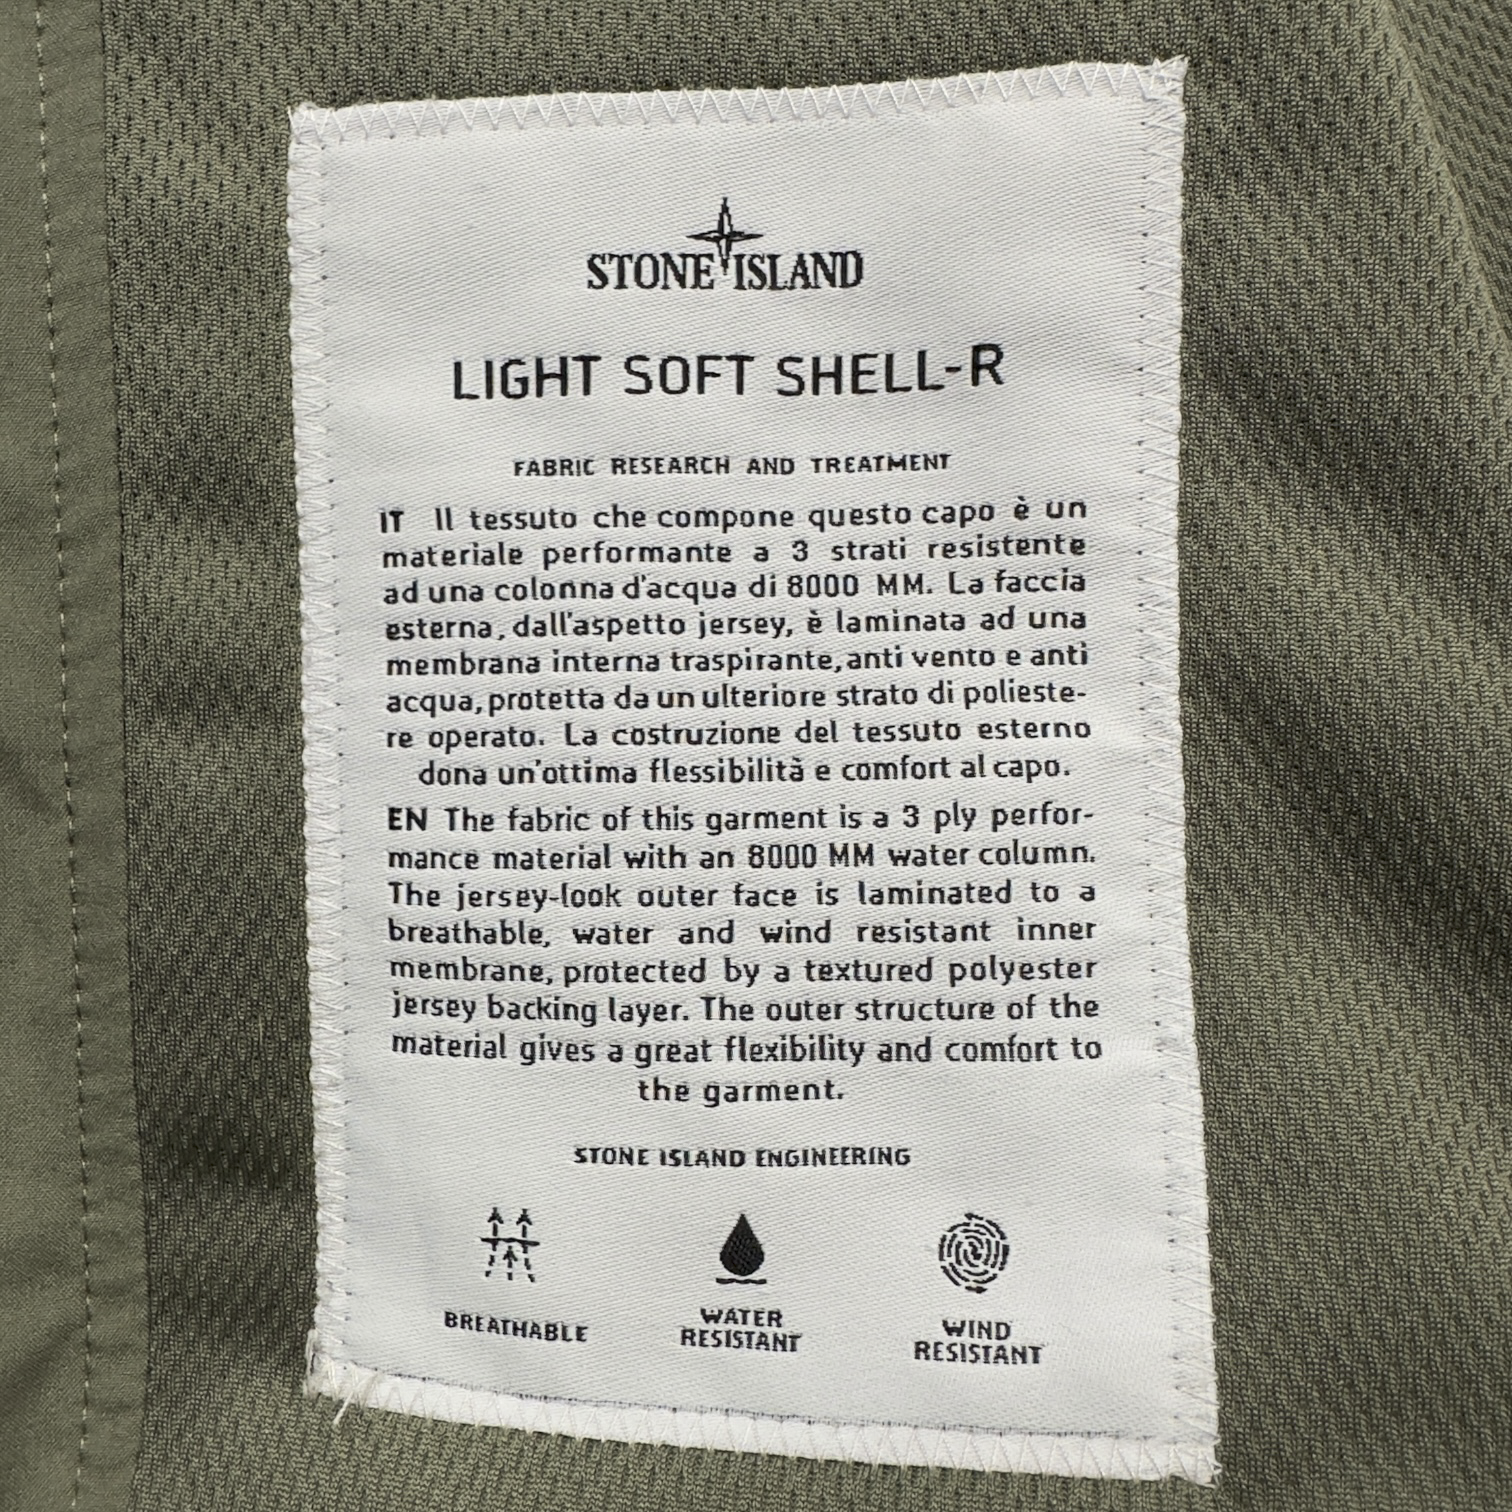 STONE ISLAND
LIGHT SOFT SHELL-R
FABRIC RESEARCH AND TREATMENT
IT Il tessuto che compone questo capo è un
materiale performante a 3 strati resistente
ad una colonna d'acqua di 8000 MM. La faccia
esterna, dall'aspetto jersey, è laminata ad una
membrana interna traspirante, anti vento e anti
acqua, protetta da un ulteriore strato di polieste-
re operato. La costruzione del tessuto esterno
dona un'ottima flessibilità e comfort al capo.
EN The fabric of this garment is a 3 ply perfor-
mance material with an 8000 MM water column.
The jersey-look outer face is laminated to a
breathable, water and wind resistant inner
membrane, protected by a textured polyester
jersey backing layer. The outer structure of the
material gives a great flexibility and comfort to
the garment.
STONE ISLAND ENGINEERING
BREATHABLE
WATER
RESISTANT
WIND
RESISTANT